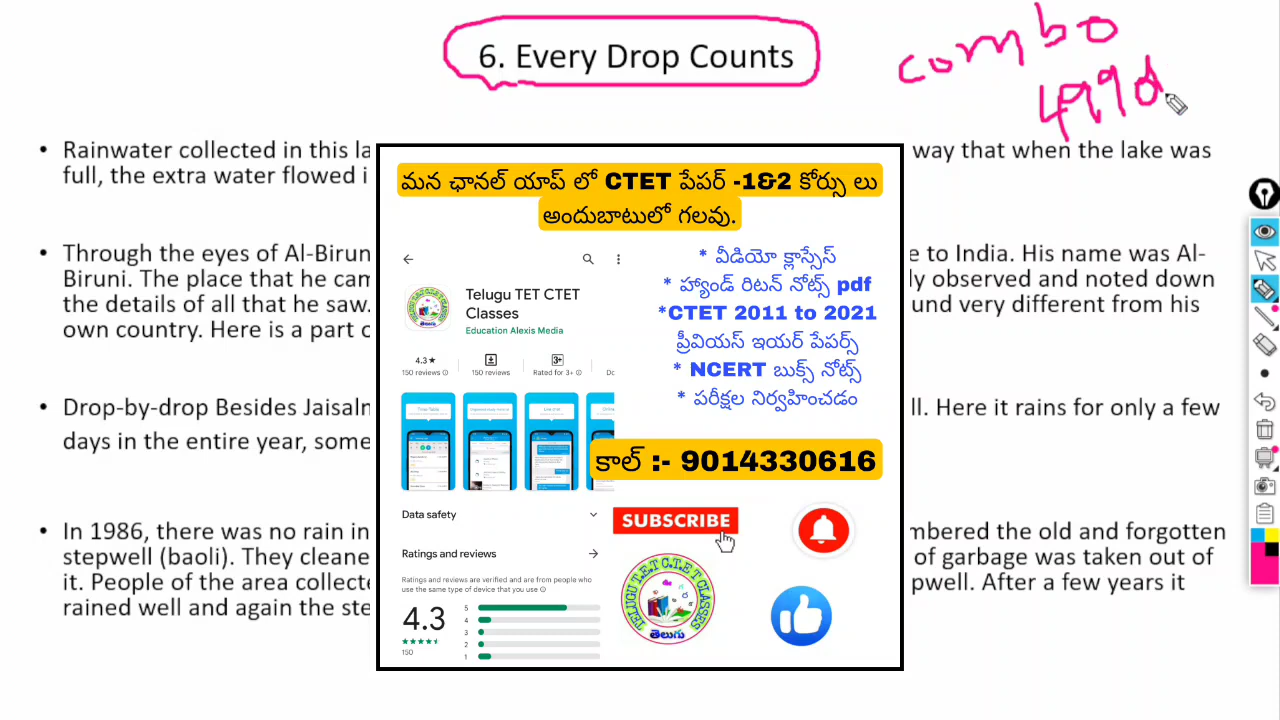 6. Every Drop Counts
combo
499
• Rainwater collected in this la
way that when the lake was
full, the extra water flowed i
• Through the eyes of Al-Birun
e to India. His name was Al-
Biruni. The place that he cam
ly observed and noted down
the details of all that he saw.
und very different from his
own country. Here is a part o
• Drop-by-drop Besides Jaisaln
ll. Here it rains for only a few
days in the entire year, some
• In 1986, there was no rain in
mbered the old and forgotten
stepwell (baoli). They cleane
of garbage was taken out of
it. People of the area collecte
pwell. After a few years it
rained well and again the ste
మన ఛానల్ యాప్ లో CTET పేపర్ -1&2 కోర్సు లు
అందుబాటులో గలవు.
Telugu TET CTET
Classes
Education Alexis Media
4.3★
150 reviews
150 reviews
3+
Rated for 3+
Do
Data safety
Ratings and reviews
Ratings and reviews are verified and are from people who
use the same type of device that you use
4.3
150
5
4
3
2
1
* వీడియో క్లాస్సేస్
* హ్యాండ్ రిటన్ నోట్స్ pdf
*CTET 2011 to 2021
ప్రీవియస్ ఇయర్ పేపర్స్
* NCERT బుక్స్ నోట్స్
* పరీక్షల నిర్వహించడం
కాల్ :- 9014330616
SUBSCRIBE
TELUGU T.E.T C.T.E.T CLASSES
తెలుగు